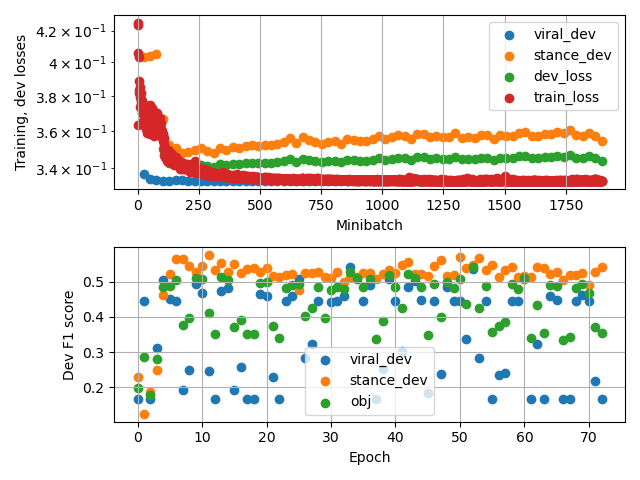 Training, dev losses
4.2 × 10⁻¹
4 × 10⁻¹
3.8 × 10⁻¹
3.6 × 10⁻¹
3.4 × 10⁻¹
viral_dev
stance_dev
dev_loss
train_loss
0 250 500 750 1000 1250 1500 1750
Minibatch
Dev F1 score
0.5
0.4
0.3
0.2
viral_dev
stance_dev
obj
0 10 20 30 40 50 60 70
Epoch